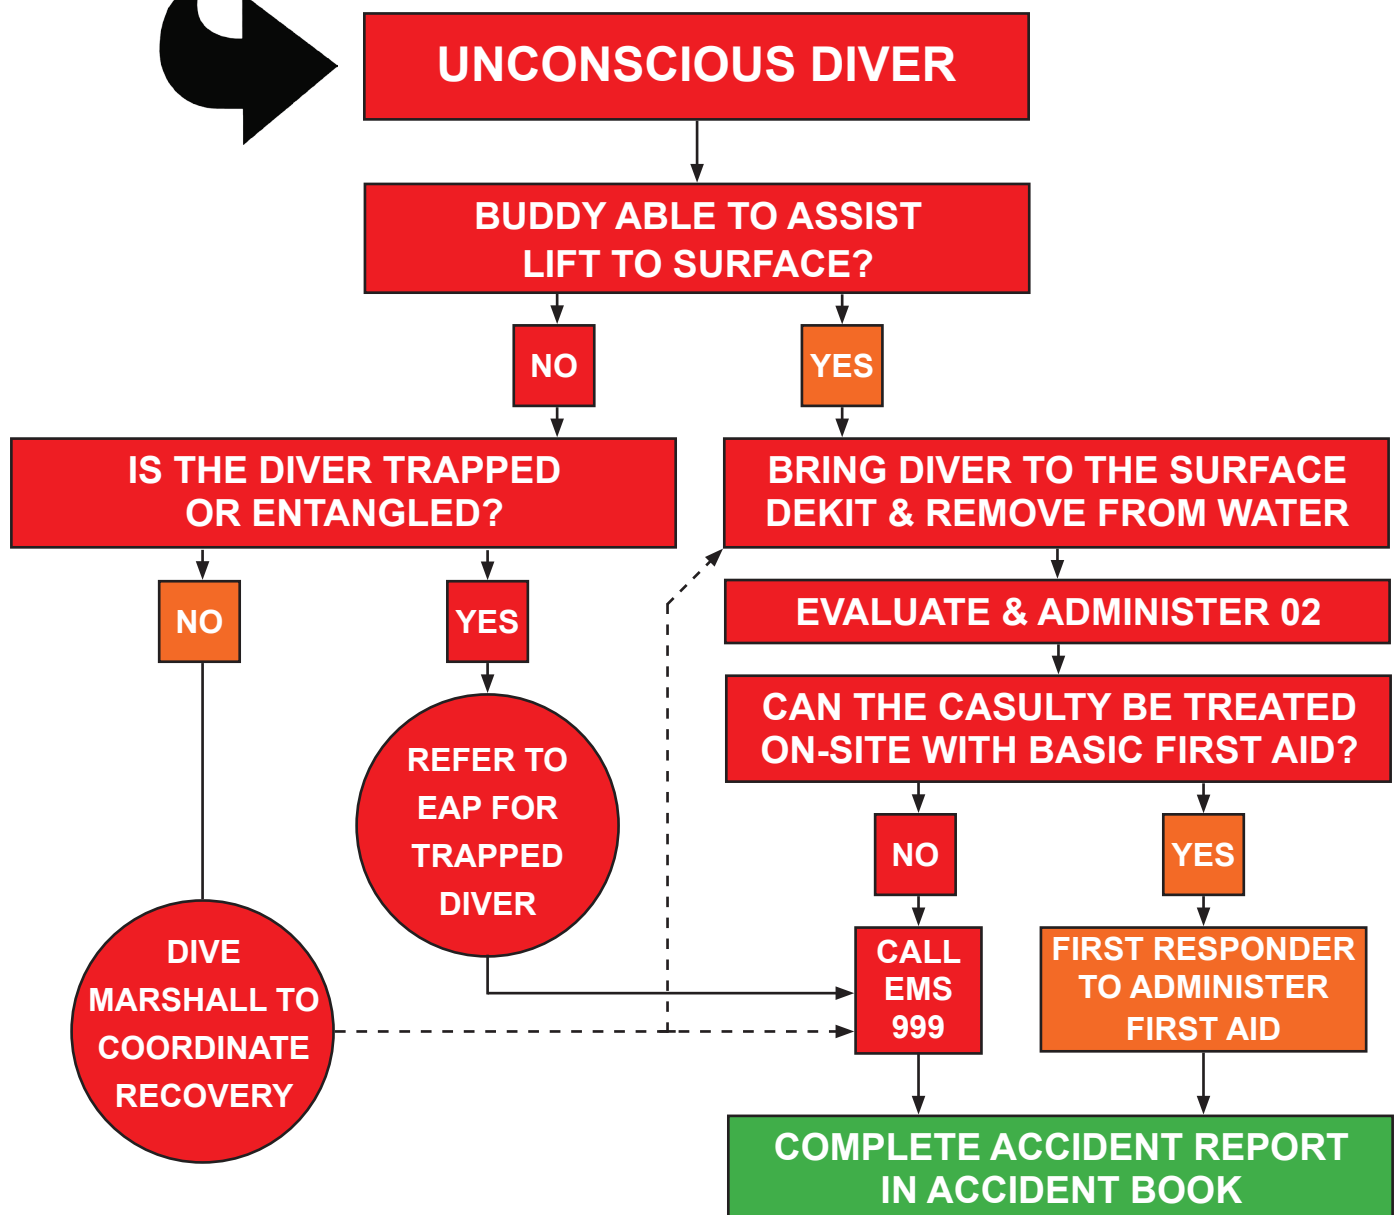 UNCONSCIOUS DIVER
BUDDY ABLE TO ASSIST
LIFT TO SURFACE?
NO
YES
IS THE DIVER TRAPPED
OR ENTANGLED?
BRING DIVER TO THE SURFACE
DEKIT & REMOVE FROM WATER
NO
YES
EVALUATE & ADMINISTER 02
CAN THE CASULTY BE TREATED
ON-SITE WITH BASIC FIRST AID?
REFER TO
EAP FOR
TRAPPED
DIVER
NO
YES
DIVE
MARSHALL TO
COORDINATE
RECOVERY
CALL
EMS
999
FIRST RESPONDER
TO ADMINISTER
FIRST AID
COMPLETE ACCIDENT REPORT
IN ACCIDENT BOOK